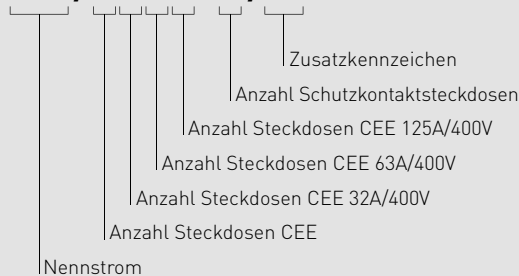 Zusatzkennzeichen
Anzahl Schutzkontaktsteckdosen
Anzahl Steckdosen CEE 125A/400V
Anzahl Steckdosen CEE 63A/400V
Anzahl Steckdosen CEE 32A/400V
Anzahl Steckdosen CEE
Nennstrom